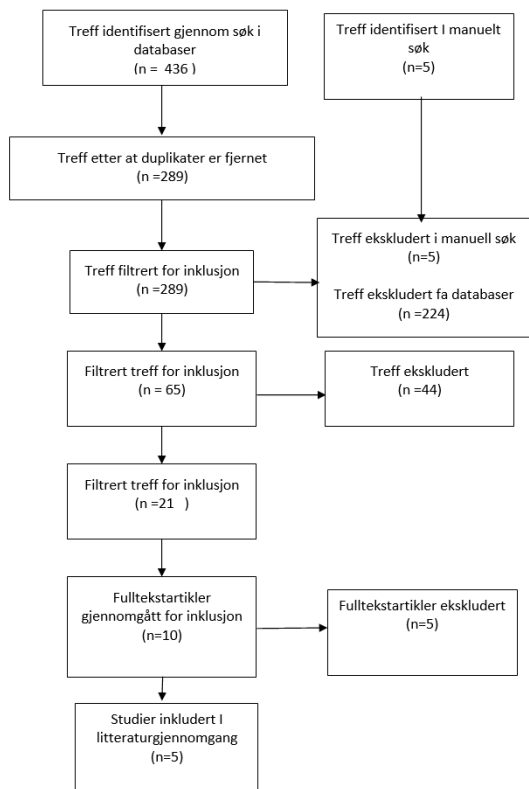 Treff identifisert gjennom søk i
databaser
(n =  436 )
Treff identifisert I manuelt
søk
(n=5)
Treff etter at duplikater er fjernet
(n =289)
Treff filtrert for inklusjon
(n =289)
Treff ekskludert i manuell søk
(n=5)
Treff ekskludert fa databaser
(n =224)
Filtrert treff for inklusjon
(n = 65)
Treff ekskludert
(n =44)
Filtrert treff for inklusjon
(n =21   )
Fulltekstartikler
gjennomgått for inklusjon
(n=10)
Fulltekstartikler ekskludert
(n=5)
Studier inkludert I
litteraturgjennomgang
(n=5)